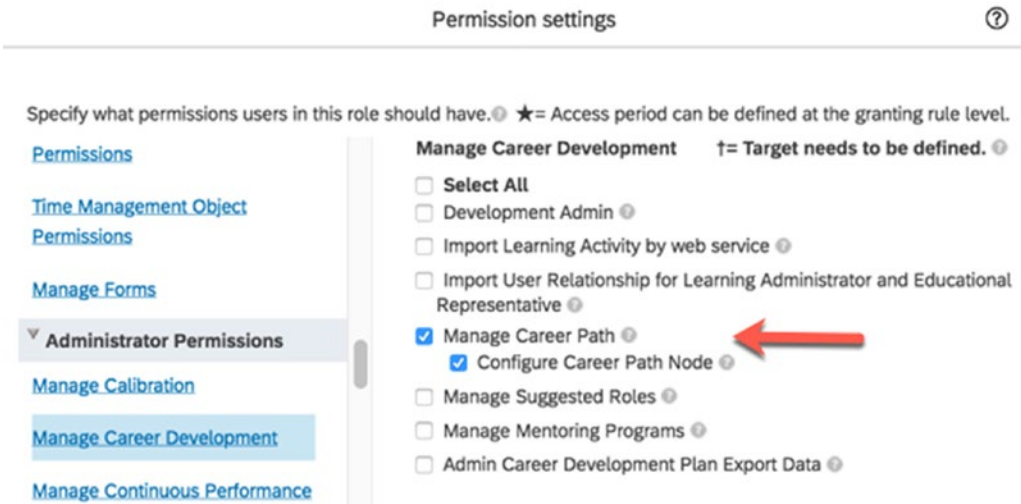 Permission settings
Specify what permissions users in this role should have. ★= Access period can be defined at the granting rule level.
Permissions
Time Management Object
Permissions
Manage Forms
Administrator Permissions
Manage Calibration
Manage Career Development
Manage Continuous Performance
Manage Career Development †= Target needs to be defined.
Select All
Development Admin
Import Learning Activity by web service
Import User Relationship for Learning Administrator and Educational
Representative
Manage Career Path
Configure Career Path Node
Manage Suggested Roles
Manage Mentoring Programs
Admin Career Development Plan Export Data